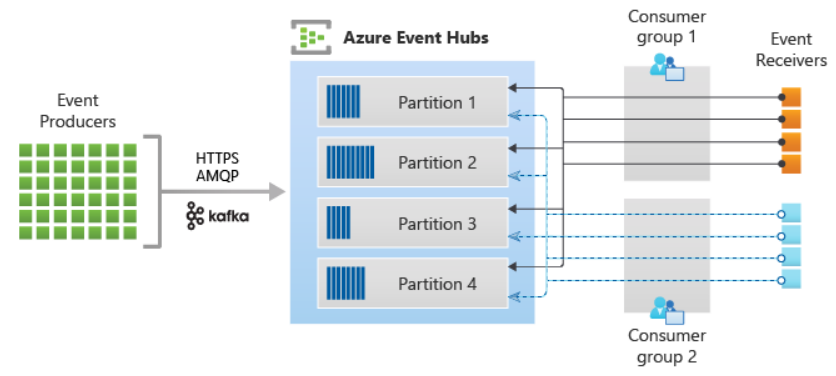 Azure Event Hubs
Event
Producers
HTTPS
AMQP
kafka
Partition 1
Partition 2
Partition 3
Partition 4
Consumer
group 1
Consumer
group 2
Event
Receivers